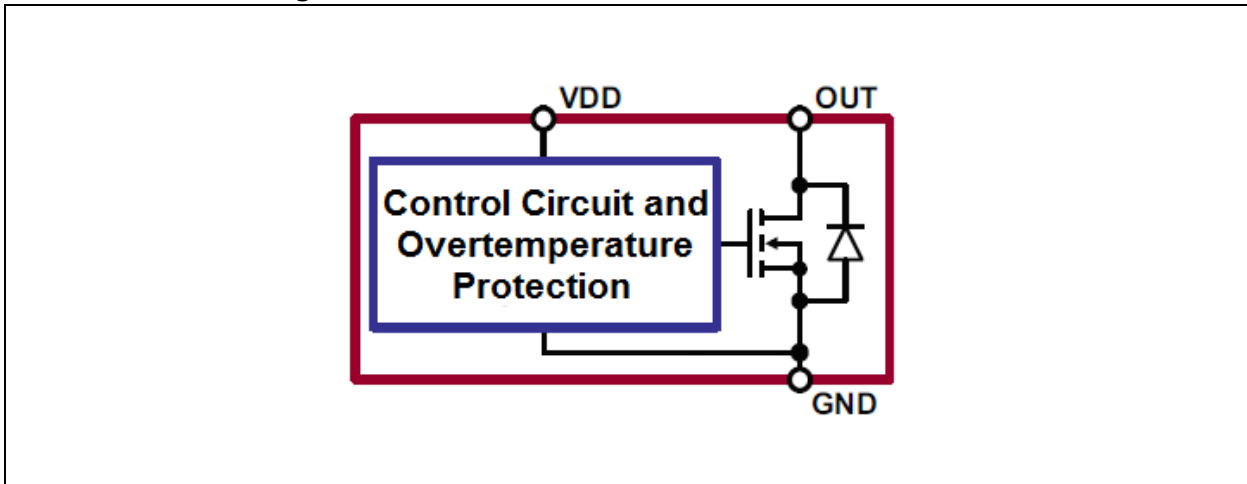 VDD
OUT
Control Circuit and
Overtemperature
Protection
GND